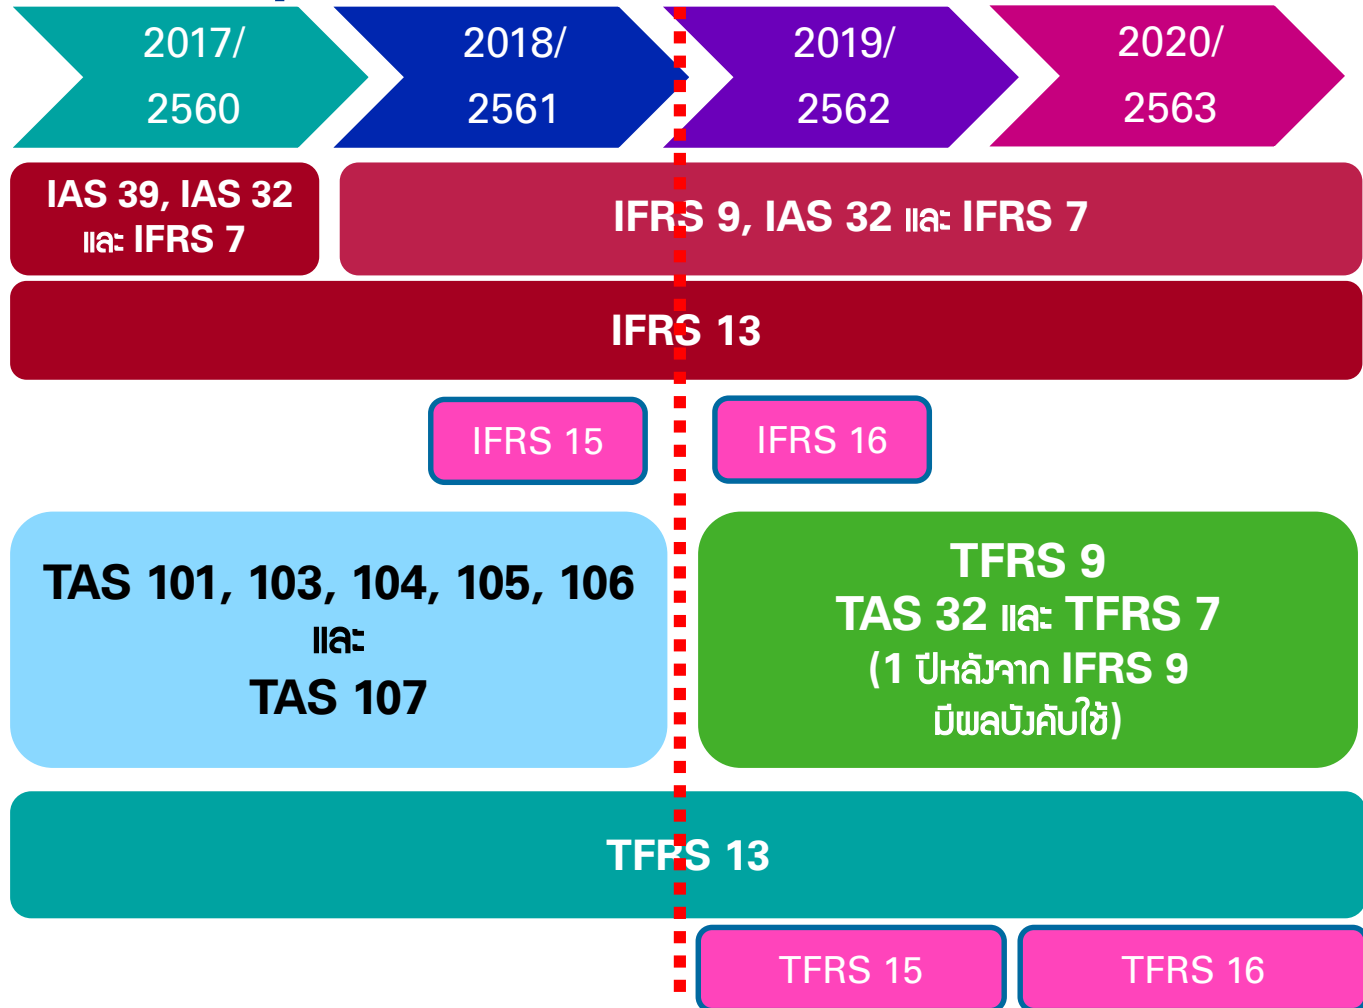 2017/
2560
2018/
2561
2019/
2562
2020/
2563
IAS 39, IAS 32
และ IFRS 7
IFRS 9, IAS 32 และ IFRS 7
IFRS 13
IFRS 15
IFRS 16
TAS 101, 103, 104, 105, 106
และ
TAS 107
TFRS 9
TAS 32 และ TFRS 7
(1 ปีหลังจาก IFRS 9
มีผลบังคับใช้)
TFRS 13
TFRS 15
TFRS 16